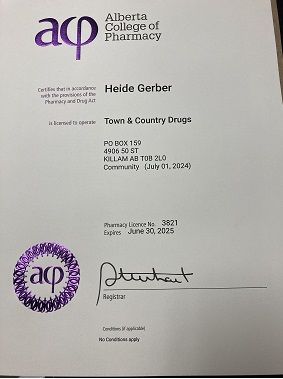 acp
Alberta
College of
Pharmacy
Certifies that in accordance
with the provisions of the
Pharmacy and Drug Act
Heide Gerber
is licensed to operate
Town & Country Drugs
PO BOX 159
4906 50 ST
KILLAM AB T0B 2L0
Community (July 01, 2024)
Pharmacy Licence No. 3821
Expires June 30, 2025
acp
Registrar
Conditions (if applicable)
No Conditions apply